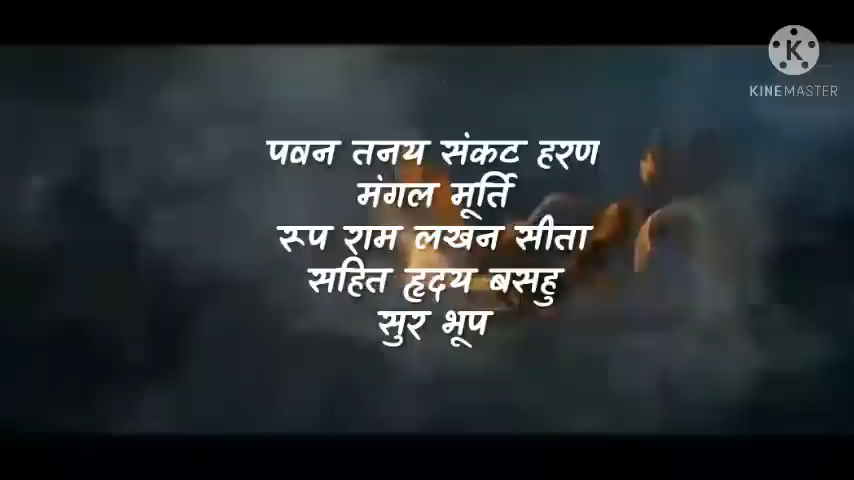 KINEMASTER
पवन तनय संकट हरण
मंगल मूर्ति
रूप राम लखन सीता
सहित हृदय बसहु
सुर भूप